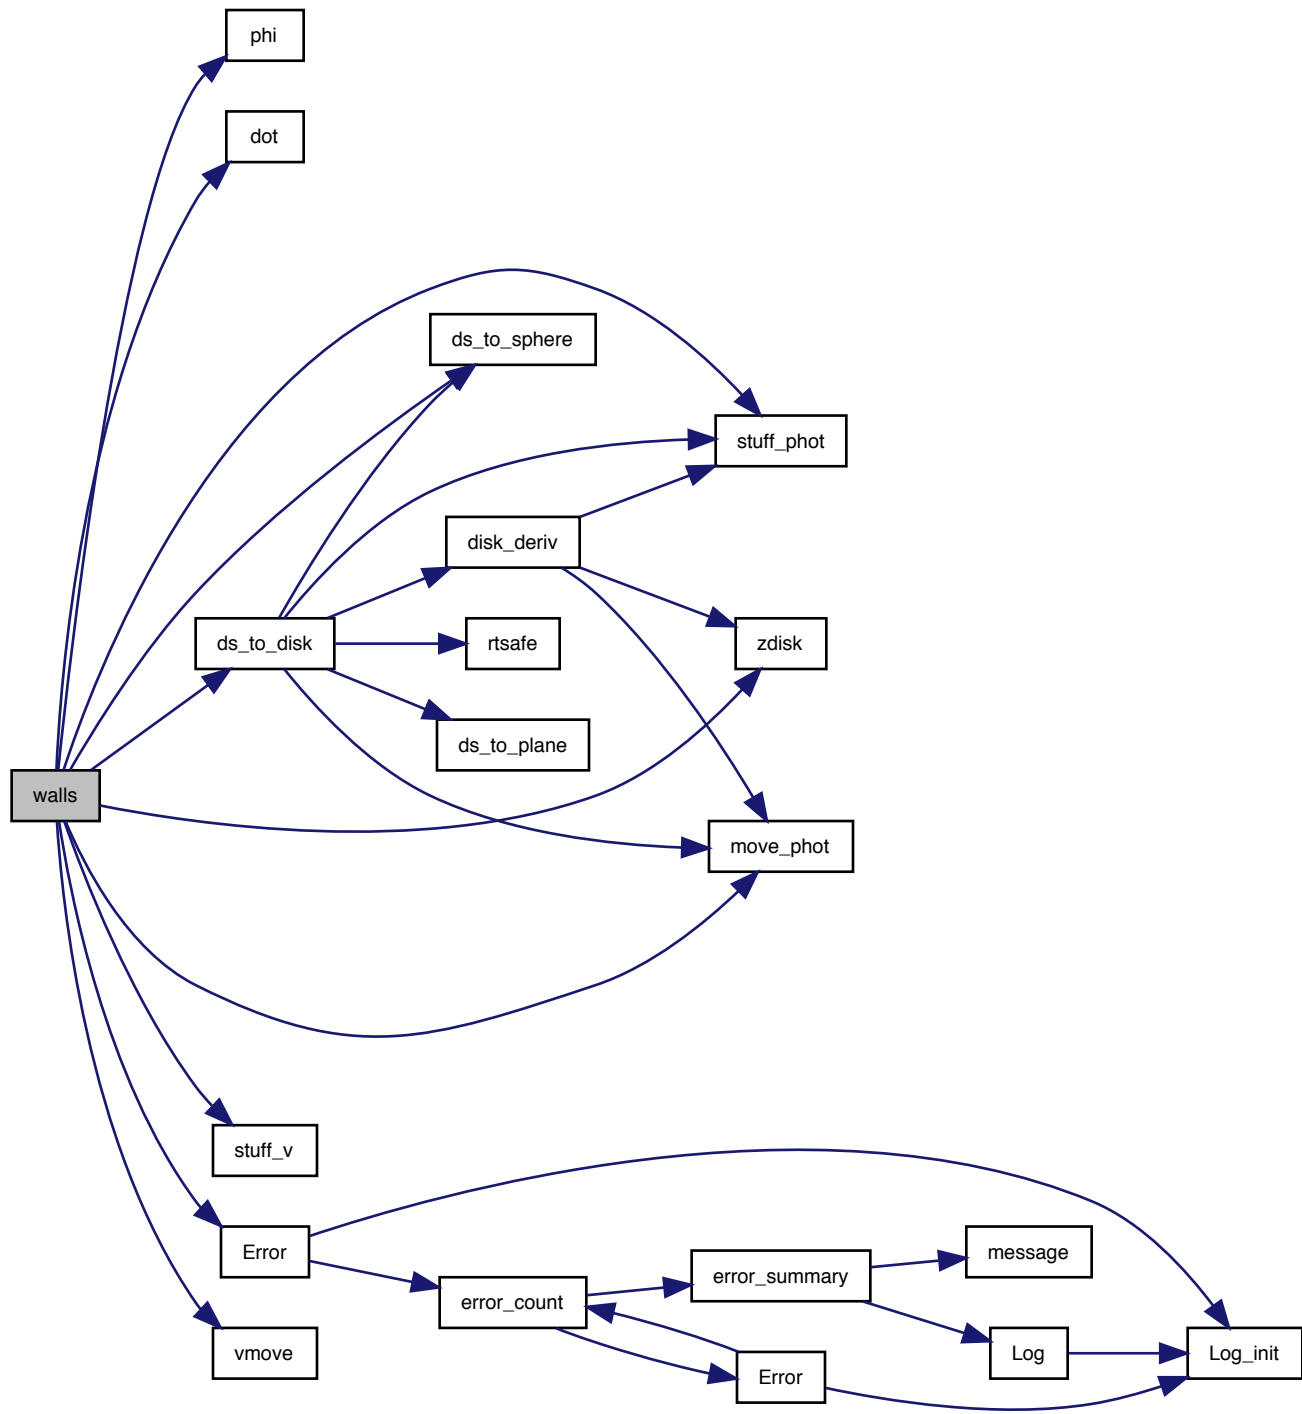 phi
dot
ds_to_sphere
stuff_phot
disk_deriv
ds_to_disk
rtsafe
zdisk
ds_to_plane
walls
move_phot
stuff_v
Error
error_count
error_summary
message
vmove
Log
Log_init
Error